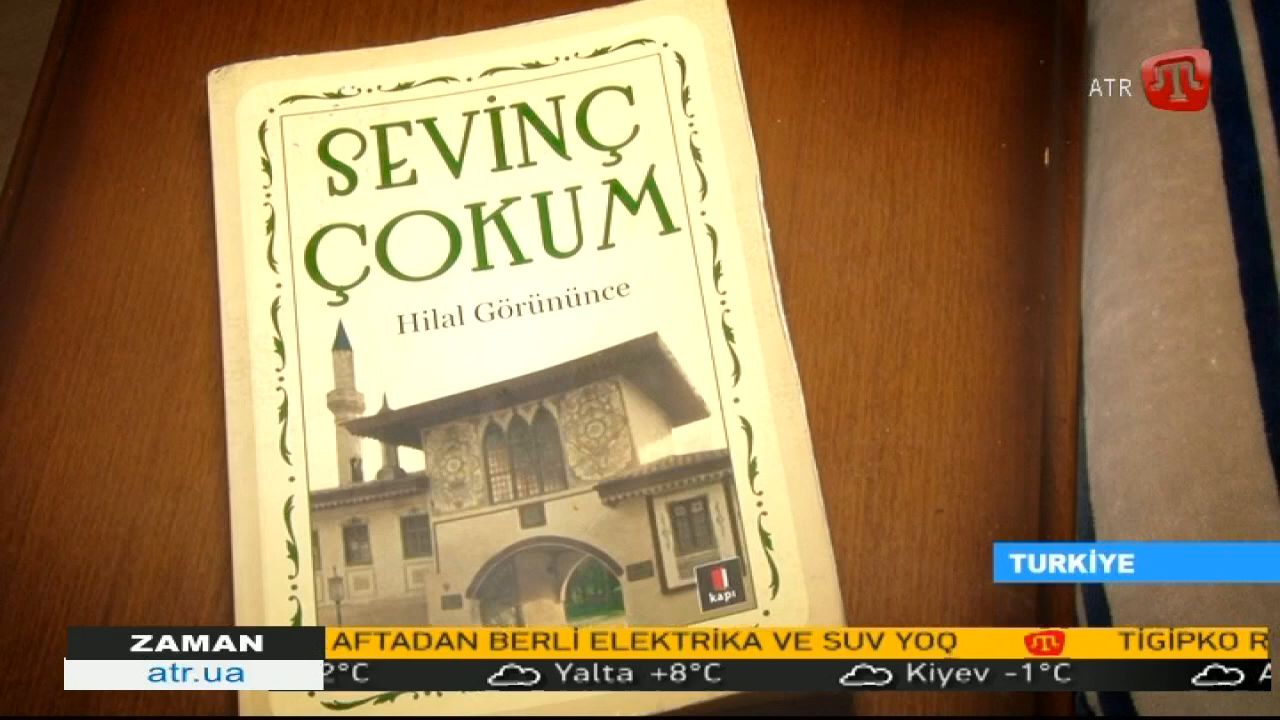 ATR
SEVİNÇ
ÇOKUM
Hilal Görününce
kapı
TURKİYE
ZAMAN
AFTADAN BERLİ ELEKTRİKA VE SUV YOQ TİGİPKO R
atr.ua
2°C Yalta +8°C Kiyev -1°C A